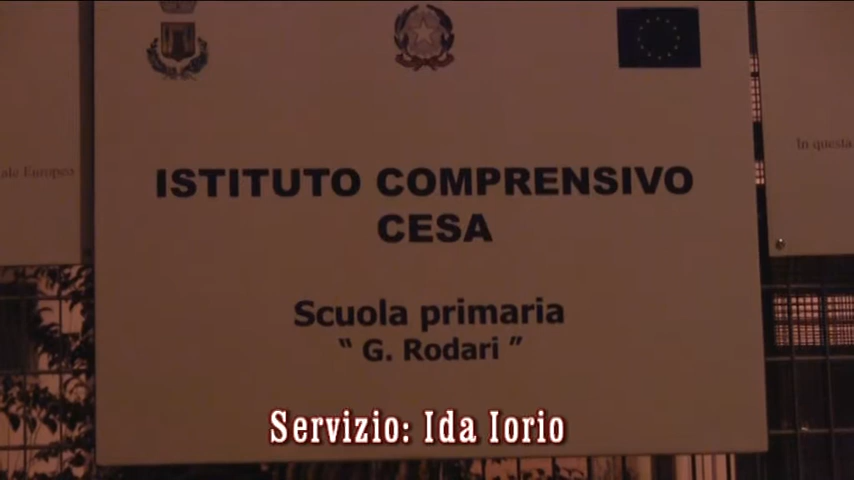 ISTITUTO COMPRENSIVO
CESA
ale Europeo
In questa
Scuola primaria
“ G. Rodari ”
Servizio: Ida Iorio